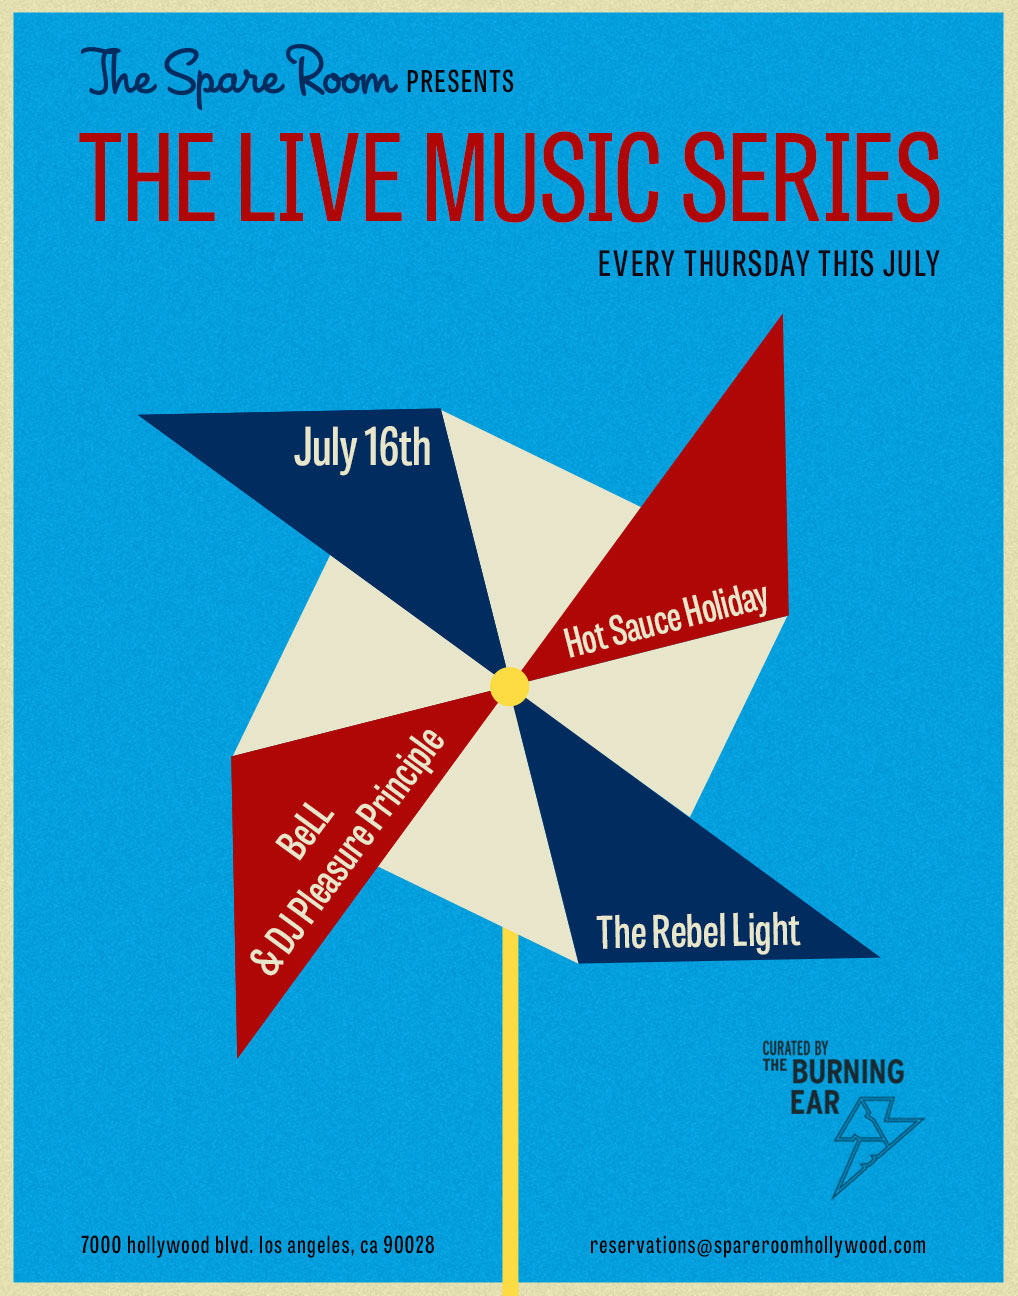 The Spare Room PRESENTS
THE LIVE MUSIC SERIES
EVERY THURSDAY THIS JULY
July 16th
Hot Sauce Holiday
BeLL
& DJ Pleasure Principle
The Rebel Light
CURATED BY
THE BURNING
EAR
7000 hollywood blvd. los angeles, ca 90028
reservations@spareroomhollywood.com